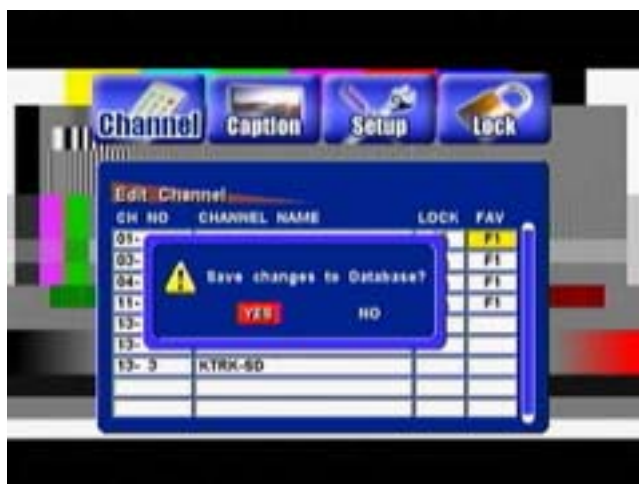 Channel Caption Setup Lock
Edit Channel
CH NO CHANNEL NAME LOCK FAV
01- F1
03- F1
04- F1
11- F1
13-
13-
13- 3 KTRK-SD
Save changes to Database?
YES NO